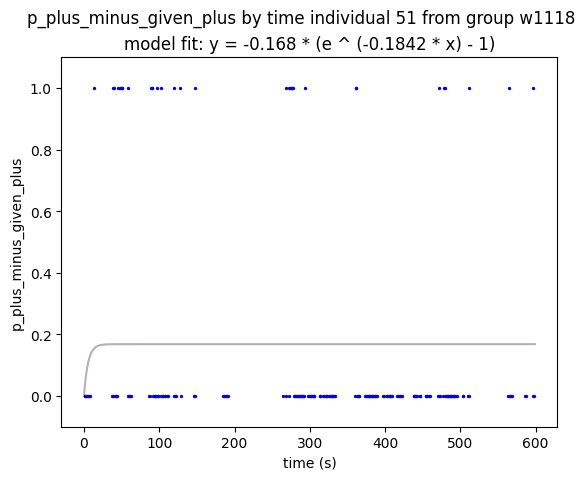 p_plus_minus_given_plus by time individual 51 from group w1118
model fit: y = -0.168 * (e ^ (-0.1842 * x) - 1)
p_plus_minus_given_plus
1.0
0.8
0.6
0.4
0.2
0.0
0 100 200 300 400 500 600
time (s)